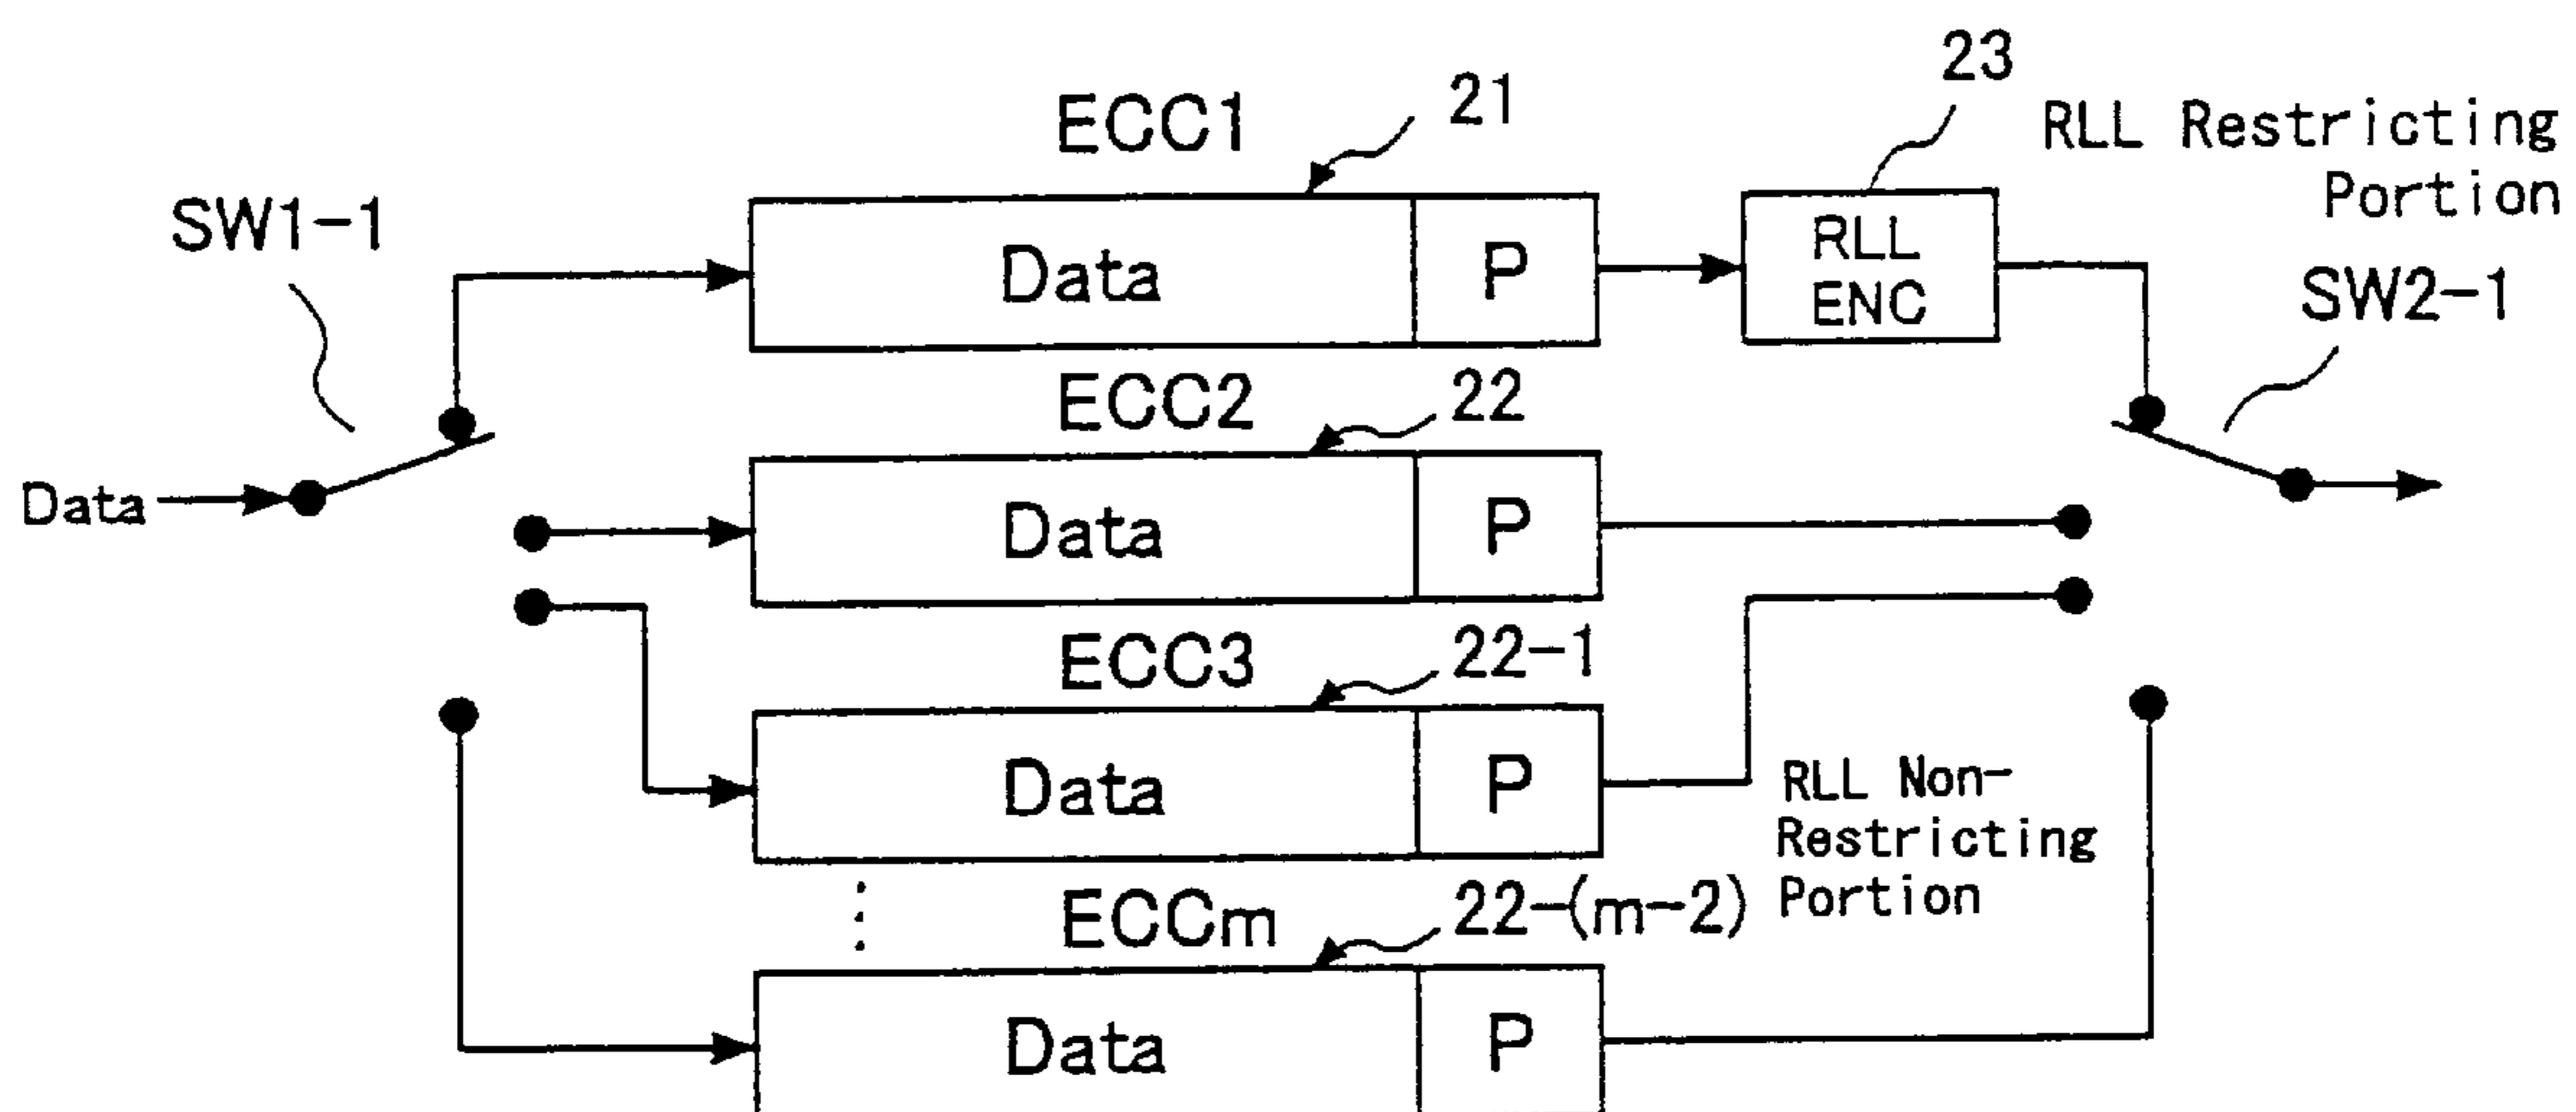 23
ECC1
21
RLL Restricting
Portion
SW1-1
Data
P
RLL
ENC
SW2-1
ECC2
22
Data
Data
P
ECC3
22-1
Data
P
RLL Non-
Restricting
Portion
ECCm
22-(m-2)
Data
P